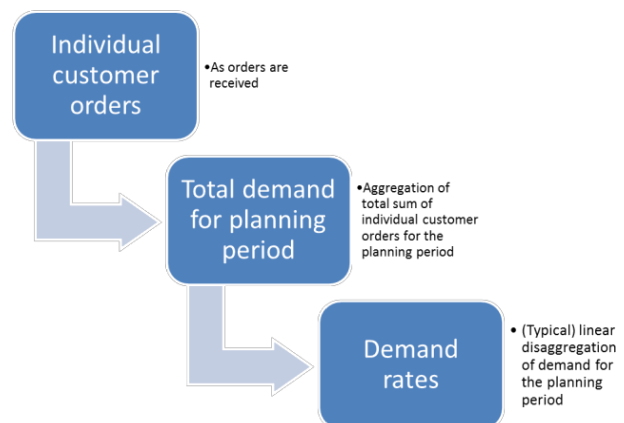 Individual
customer
orders
•As orders are
received
Total demand
for planning
period
•Aggregation of
total sum of
individual customer
orders for the
planning period
Demand
rates
• (Typical) linear
disaggregation
of demand for
the planning
period